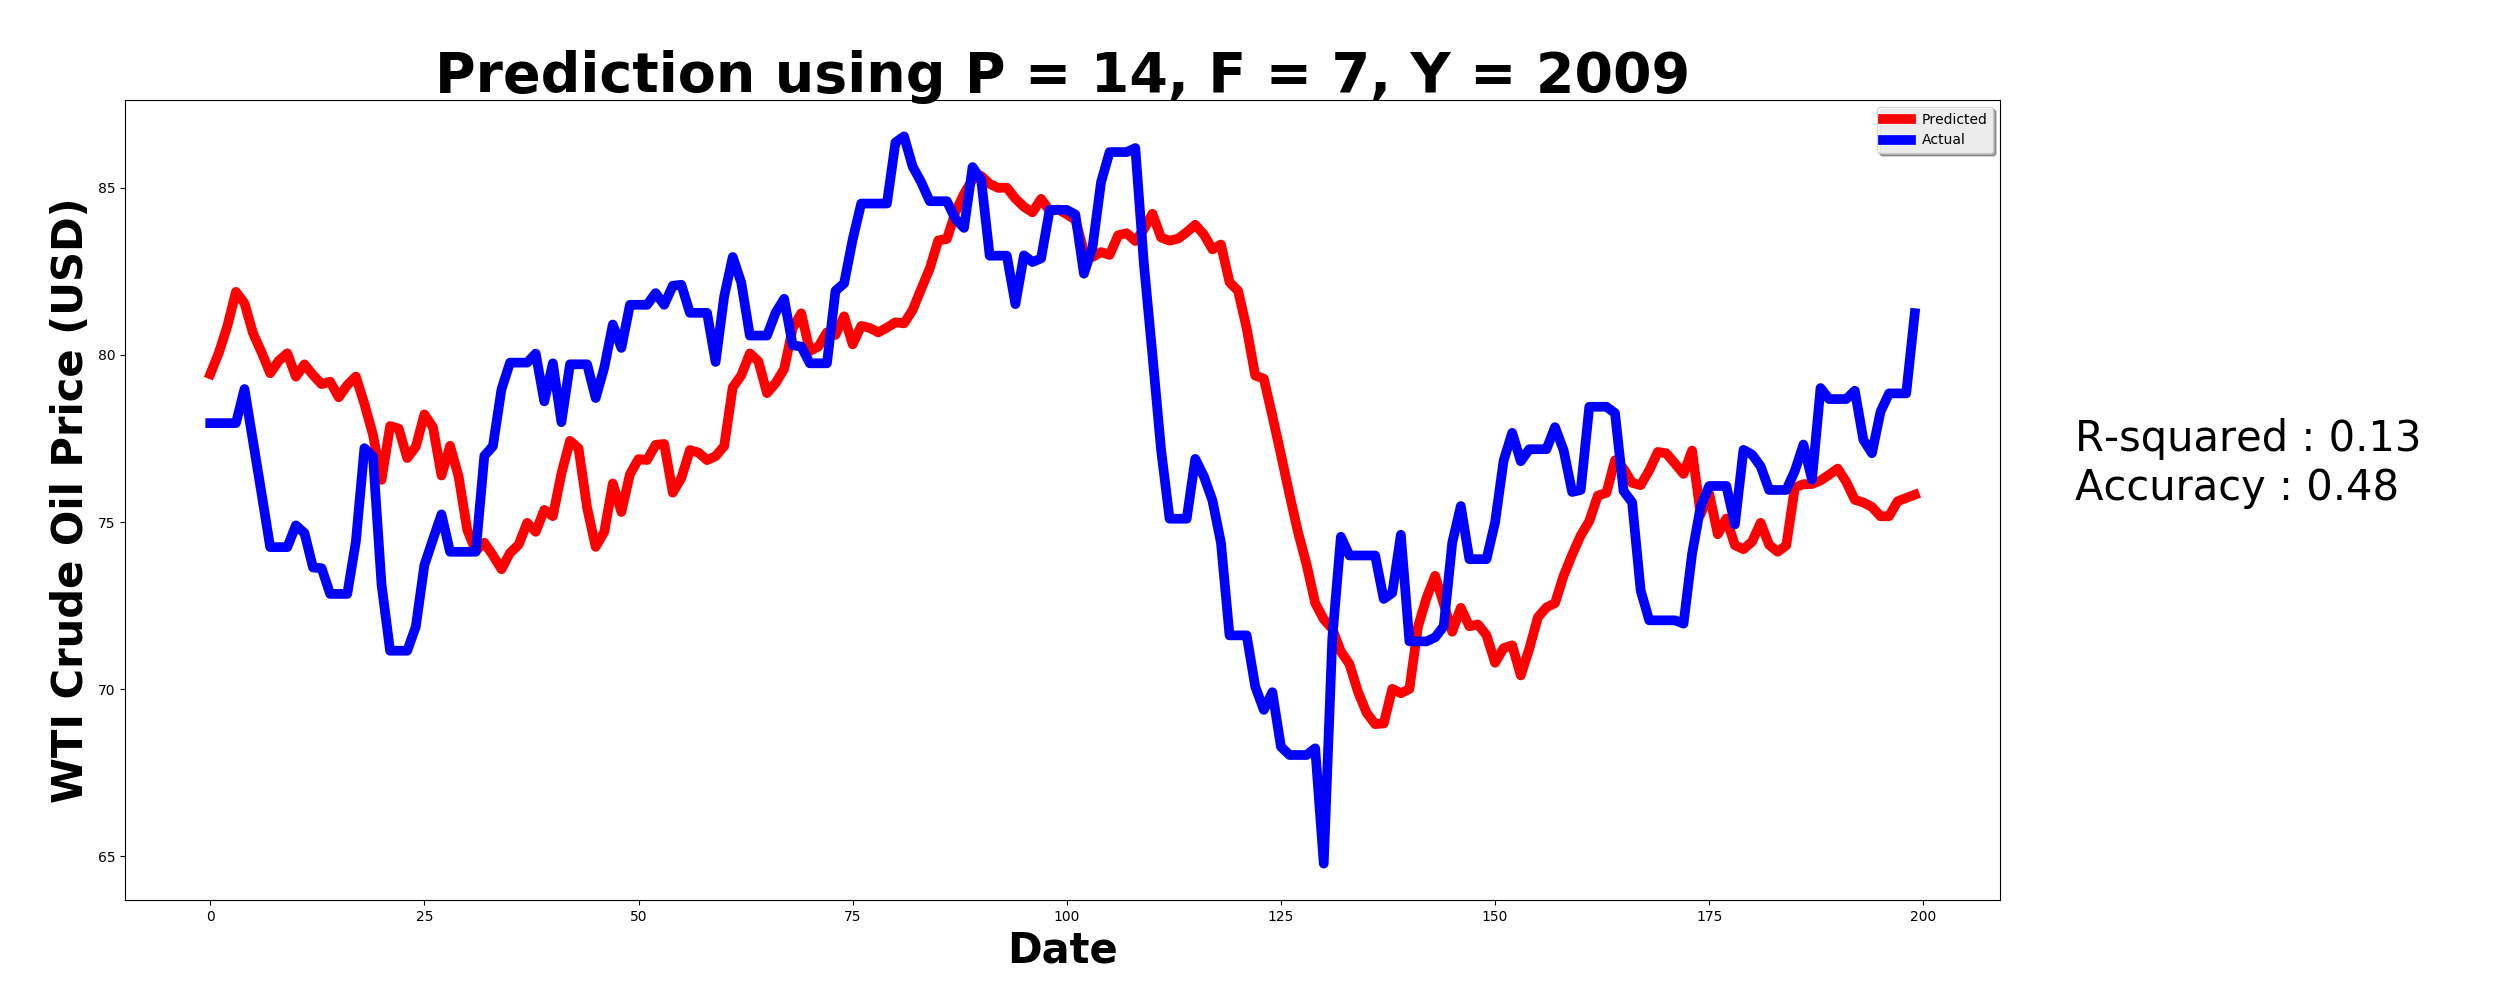 Prediction using P = 14, F = 7, Y = 2009
Predicted
Actual
WTI Crude Oil Price (USD)
85
80
75
70
65
0 25 50 75 100 125 150 175 200
Date
R-squared : 0.13
Accuracy : 0.48